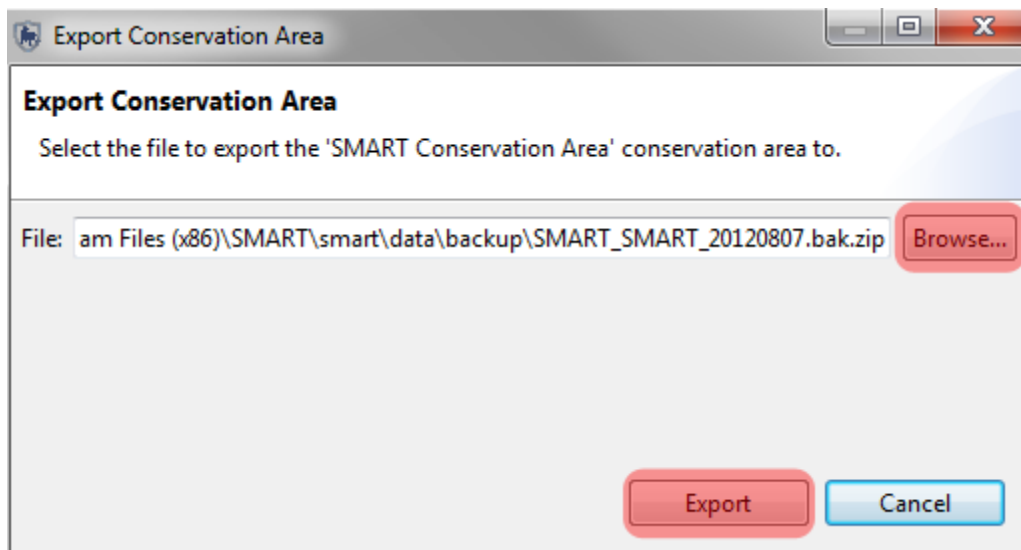 Export Conservation Area
Export Conservation Area
Select the file to export the 'SMART Conservation Area' conservation area to.
File: am Files (x86)\SMART\smart\data\backup\SMART_SMART_20120807.bak.zip Browse...
Export Cancel